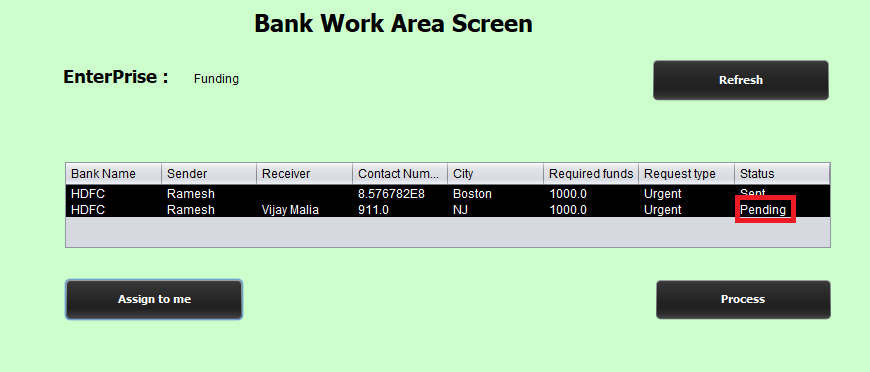 Bank Work Area Screen
EnterPrise : Funding
Refresh
Bank Name Sender Receiver Contact Num... City Required funds Request type Status
HDFC Ramesh 8.576782E8 Boston 1000.0 Urgent Sent
HDFC Ramesh Vijay Malia 911.0 NJ 1000.0 Urgent Pending
Assign to me Process